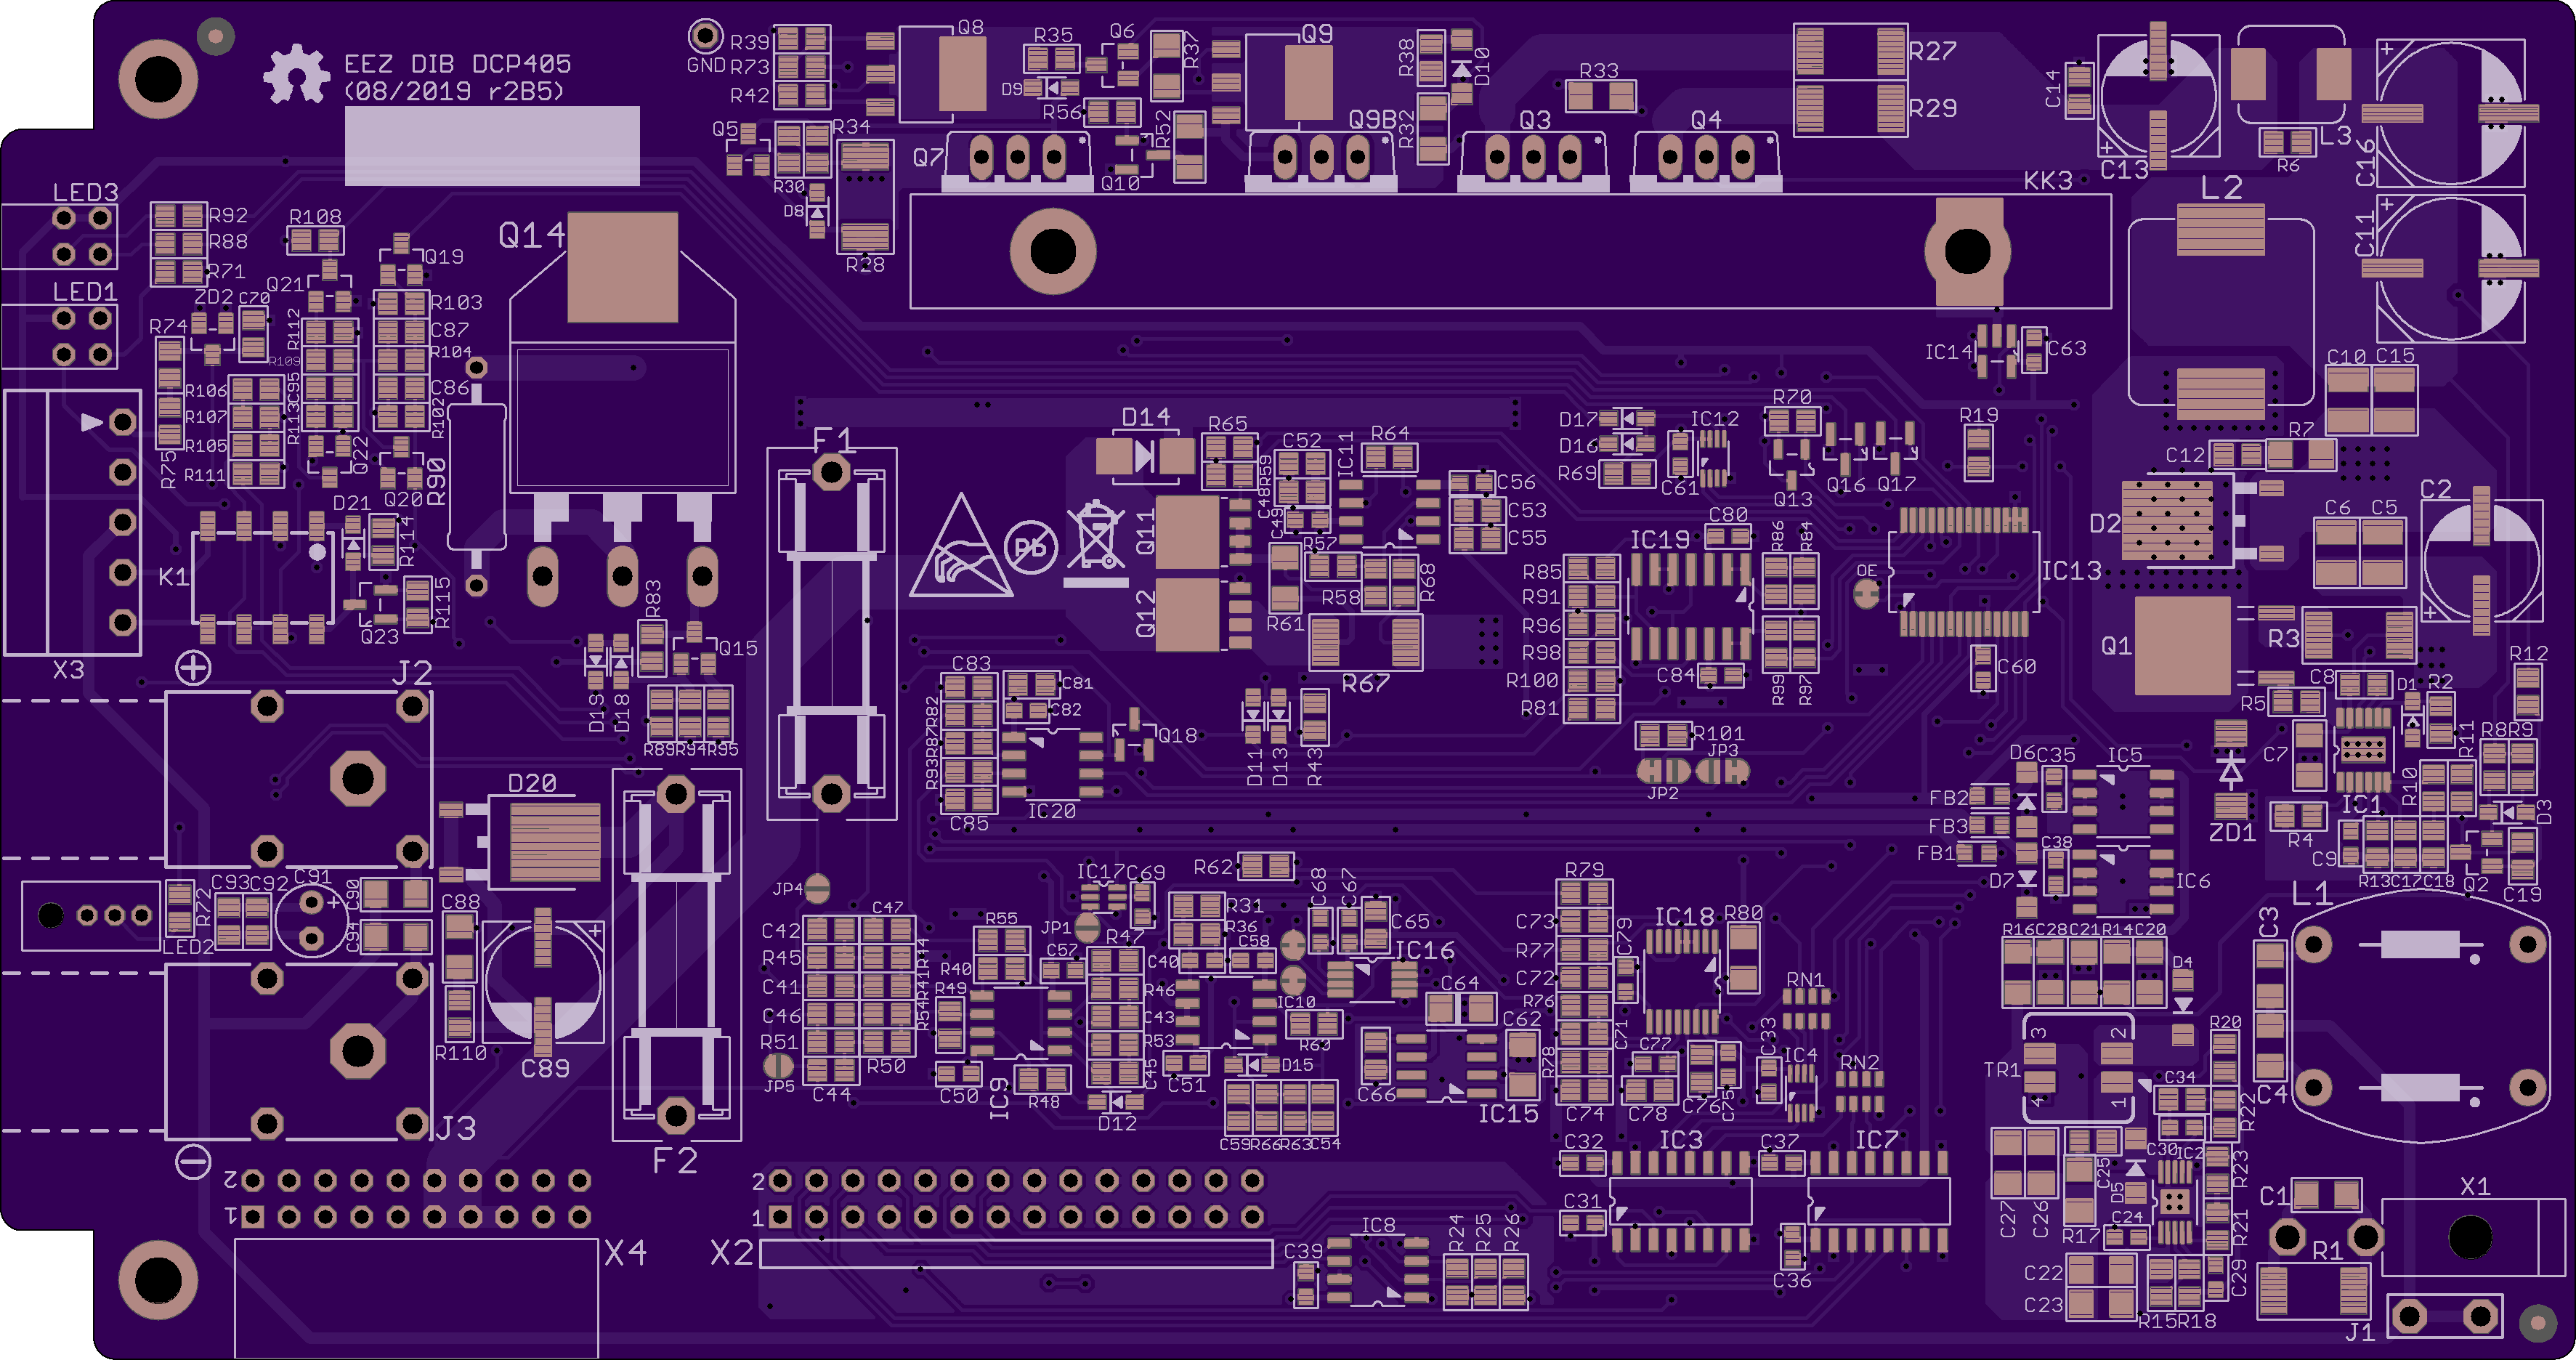 EEZ DIB DCP405
(08/2019 r2B5)
GND
R39
R73
R42
Q8
R35
Q6
D9
R56
R37
Q9
R38
D10
R33
R27
R29
C14
C13
L3
R6
C16
Q5
R34
R30
D8
R28
Q7
Q10
R52
Q9B
R32
Q3
Q4
KK3
L2
C11
LED3
R92
R88
R71
R108
Q19
Q14
LED1
ZD2
C70
Q21
R103
C87
R104
C86
R102
R74
R112
R109
C95
R113
R106
R107
R105
R111
R75
Q22
Q20
R90
IC14
C63
C10
C15
X3
K1
D21
R114
R115
Q23
F1
D14
R65
C52
R59
C48
C49
IC11
R64
C56
C53
C55
Q11
Q12
R57
R58
R68
R61
R67
Pb
D17
D16
R69
C61
IC12
R70
Q13
Q16
Q17
R19
C12
R7
D2
C6
C5
C2
IC19
C80
R86
R84
R85
R91
R96
R98
R100
R81
C84
R99
R97
OE
IC13
C60
Q1
R3
C8
R5
D1
R2
R12
R83
Q15
D19
D18
R89
R94
R95
J2
D20
C83
R82
R87
R93
C85
C81
C82
IC20
Q18
D11
D13
R43
R101
JP2
JP3
FB2
FB3
FB1
D6
C35
IC5
D7
C38
IC6
ZD1
C7
IC1
R4
R11
R10
R8
R9
D3
C9
R13
C17
C18
Q2
C19
L1
LED2
R72
C93
C92
C91
C90
C94
C88
R110
C89
J3
F2
JP4
JP5
C42
R45
C41
C46
R51
C44
C47
R44
R41
R54
R50
R40
R49
R55
C50
IC9
R48
IC17
C69
JP1
C57
R47
R46
C43
R53
C45
D12
R62
R31
R36
C40
C58
IC10
C51
D15
C68
C67
C65
IC16
C64
C66
C62
IC15
C59
R66
R63
C54
R79
C73
R77
C72
R76
R78
C74
C79
C71
IC18
R80
C77
C78
C76
C75
C33
IC4
RN1
RN2
R16
C28
C21
R14
C20
D4
TR1
3
2
4
1
R20
C34
R22
C30
IC2
C25
D5
R23
R21
C24
R17
C27
C26
C22
C23
R15
R18
C29
C3
C4
C1
X1
R1
J1
C32
IC3
C37
IC7
C31
C36
IC8
C39
R24
R25
R26
2
1
X4
2
1
X2